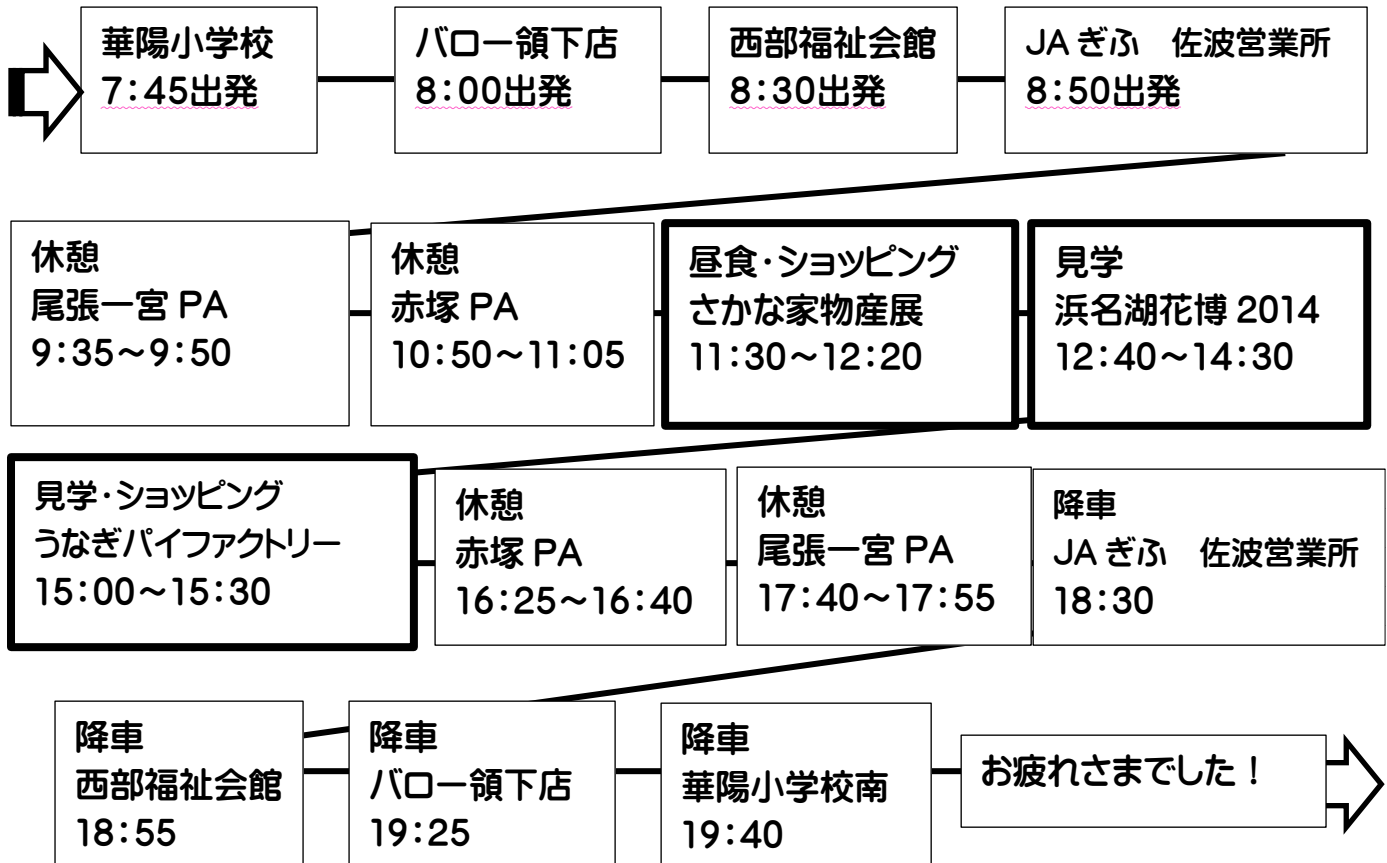 華陽小学校
7:45出発
バロー領下店
8:00出発
西部福祉会館
8:30出発
JAぎふ　佐波営業所
8:50出発
休憩
尾張一宮 PA
9:35～9:50
休憩
赤塚 PA
10:50～11:05
昼食・ショッピング
さかな家物産展
11:30～12:20
見学
浜名湖花博 2014
12:40～14:30
見学・ショッピング
うなぎパイファクトリー
15:00～15:30
休憩
赤塚 PA
16:25～16:40
休憩
尾張一宮 PA
17:40～17:55
降車
JAぎふ　佐波営業所
18:30
降車
西部福祉会館
18:55
降車
バロー領下店
19:25
降車
華陽小学校南
19:40
お疲れさまでした！